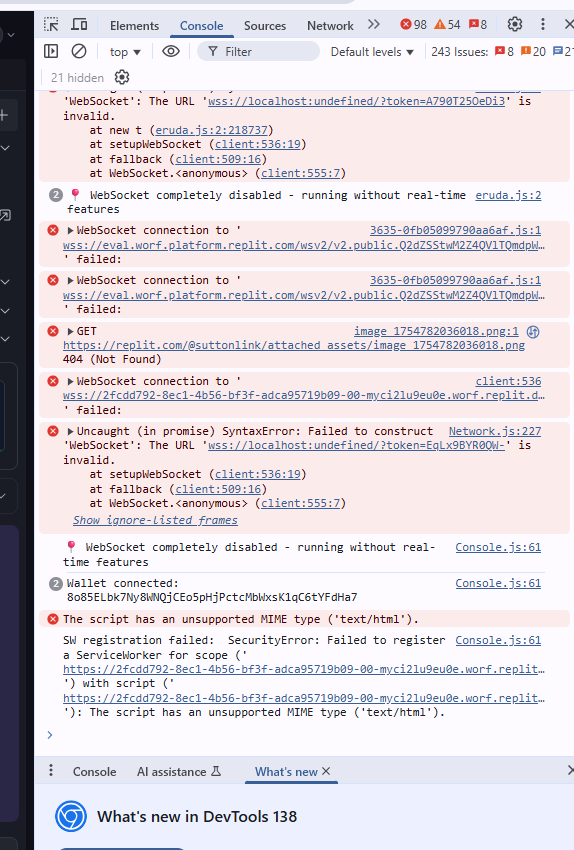 Elements Console Sources Network 98 54 8
top Filter Default levels 243 Issues: 8 20 21
21 hidden
'WebSocket': The URL 'wss://localhost:undefined/?token=A790T25OeDi3' is
invalid.
at new t (eruda.js:2:218737)
at setupWebSocket (client:536:19)
at fallback (client:509:16)
at WebSocket.<anonymous> (client:555:7)
2 WebSocket completely disabled - running without real-time eruda.js:2
features
WebSocket connection to ' 3635-0fb05099790aa6af.js:1
wss://eval.worf.platform.replit.com/wsv2/v2.public.Q2dZSStwM2Z4QVlTQmdpW…
' failed:
WebSocket connection to ' 3635-0fb05099790aa6af.js:1
wss://eval.worf.platform.replit.com/wsv2/v2.public.Q2dZSStwM2Z4QVlTQmdpW…
' failed:
GET image_1754782036018.png:1
https://replit.com/@suttonlink/attached_assets/image_1754782036018.png
404 (Not Found)
WebSocket connection to ' client:536
wss://2fcdd792-8ec1-4b56-bf3f-adca95719b09-00-myci2lu9eu0e.worf.replit.d…
' failed:
Uncaught (in promise) SyntaxError: Failed to construct Network.js:227
'WebSocket': The URL 'wss://localhost:undefined/?token=EqLx9BYR0QW-' is
invalid.
at setupWebSocket (client:536:19)
at fallback (client:509:16)
at WebSocket.<anonymous> (client:555:7)
Show ignore-listed frames
WebSocket completely disabled - running without real- Console.js:61
time features
2 Wallet connected: Console.js:61
8o85ELbk7Ny8WNQjCEo5pHjPctcMbWxsK1qC6tYFdHa7
The script has an unsupported MIME type ('text/html').
SW registration failed: SecurityError: Failed to register Console.js:61
a ServiceWorker for scope ('
https://2fcdd792-8ec1-4b56-bf3f-adca95719b09-00-myci2lu9eu0e.worf.replit…
') with script ('
https://2fcdd792-8ec1-4b56-bf3f-adca95719b09-00-myci2lu9eu0e.worf.replit…
'): The script has an unsupported MIME type ('text/html').
Console AI assistance What's new
What's new in DevTools 138